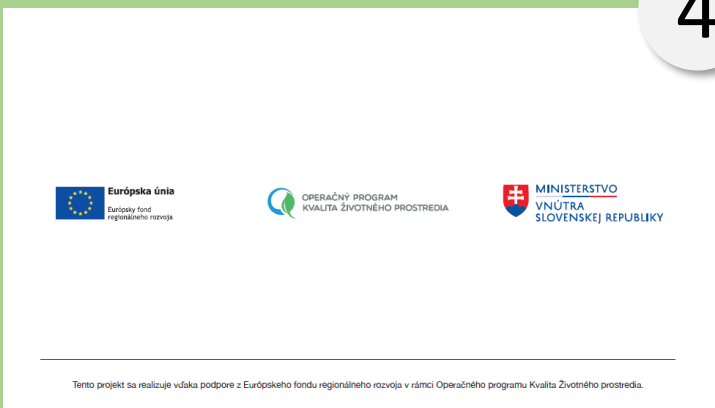 4
Európska únia
Európsky fond
regionálneho rozvoja
OPERAČNÝ PROGRAM
KVALITA ŽIVOTNÉHO PROSTREDIA
MINISTERSTVO
VNÚTRA
SLOVENSKEJ REPUBLIKY
Tento projekt sa realizuje vďaka podpore z Európskeho fondu regionálneho rozvoja v rámci Operačného programu Kvalita Životného prostredia.